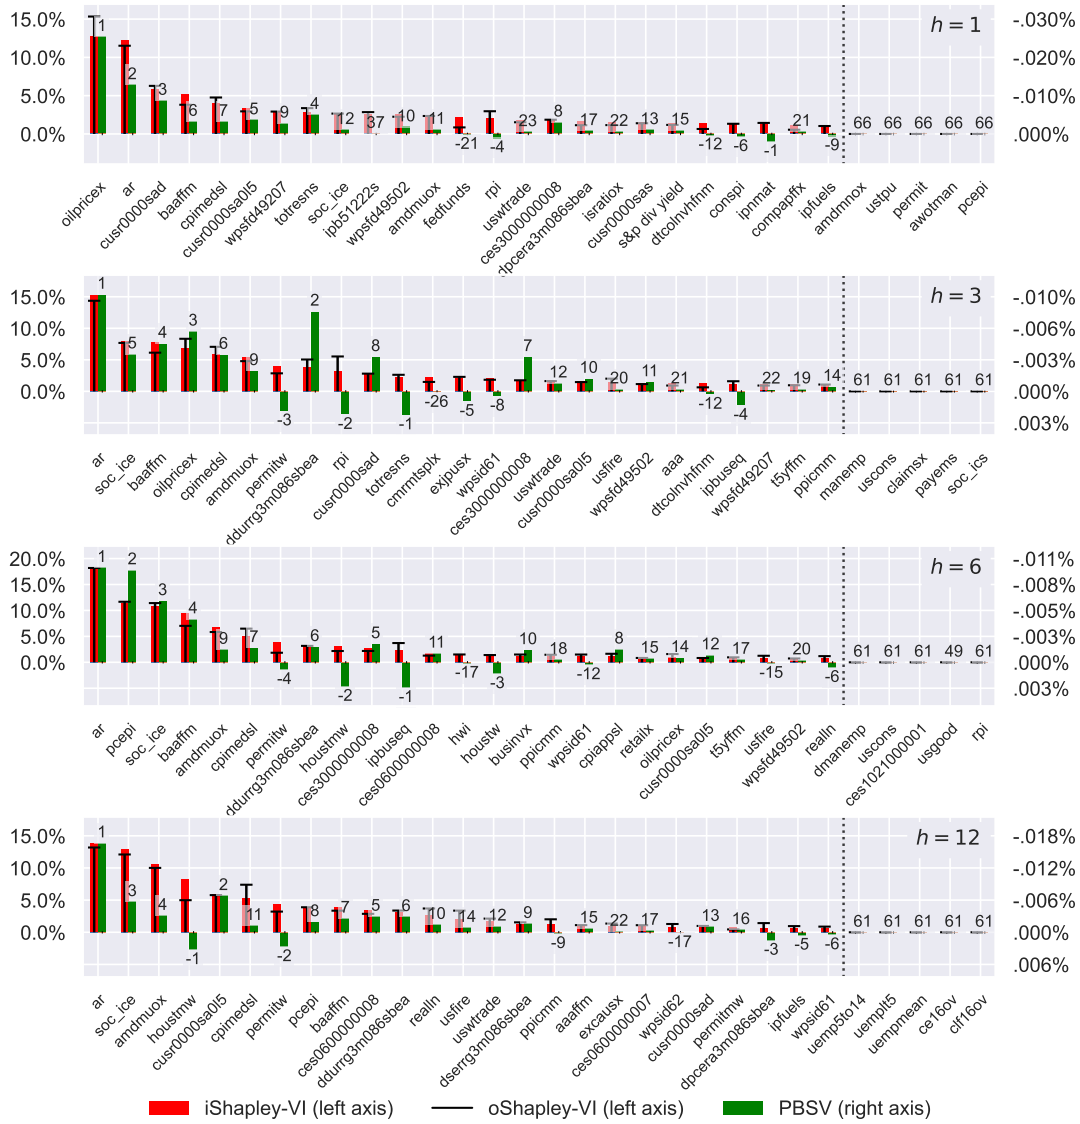 15.0%
10.0%
5.0%
0.0%
-.030%
-.020%
-.010%
.000%
h = 1
1 2 3 6 7 5 9 4 12 37 10 11 -21 -4 23 8 17 22 13 15 -12 -6 -1 21 -9 66 66 66 66 66
oilpricex ar cusr0000sad baaffm cpimedsl cusr0000sa0l5 wpsfd49207 totresns soc_ice ipb51222s wpsfd49502 amdmuox fedfunds rpi uswtrade ces3000000008 dpcera3m086sbea isratiox cusr0000sas s&p div yield dtcolnvhfnm conspi ipnmat compapffx ipfuels amdmnox ustpu permit awotman pcepi
15.0%
10.0%
5.0%
0.0%
-.010%
-.006%
-.003%
.000%
.003%
h = 3
1 5 4 3 6 9 -3 2 -2 8 -1 -26 -5 -8 7 12 10 20 11 21 -12 -4 22 19 14 61 61 61 61 61
ar soc_ice baaffm oilpricex cpimedsl amdmuox permitw ddurrg3m086sbea rpi cusr0000sad totresns cmrmtsplx exjpusx wpsid61 ces3000000008 uswtrade cusr0000sa0l5 usfire wpsfd49502 aaa dtcolnvhfnm ipbuseq wpsfd49207 t5yffm ppicmm manemp uscons claimsx payems soc_ics
20.0%
15.0%
10.0%
5.0%
0.0%
-.011%
-.008%
-.005%
-.003%
.000%
.003%
h = 6
1 2 3 4 9 7 -4 6 -2 5 -1 11 -17 -3 10 18 -12 8 15 14 12 17 -15 20 -6 61 61 61 49 61
ar pcepi soc_ice baaffm amdmuox cpimedsl permitw ddurrg3m086sbea houstmw ces3000000008 ipbuseq ces0600000008 hwi houstw businvx ppicmm wpsid61 cpiappsl retailx oilpricex cusr0000sa0l5 t5yffm usfire wpsfd49502 realln dmanemp uscons ces1021000001 usgood rpi
15.0%
10.0%
5.0%
0.0%
-.018%
-.012%
-.006%
.000%
.006%
h = 12
1 3 4 -1 2 11 -2 8 7 5 6 10 14 12 9 -9 15 22 17 -17 13 16 -3 -5 -6 61 61 61 61 61
ar soc_ice amdmuox houstmw cusr0000sa0l5 cpimedsl permitw pcepi baaffm ces0600000008 ddurrg3m086sbea realln usfire uswtrade dserrg3m086sbea ppicmm aaaffm excausx ces0600000007 wpsid62 cusr0000sad permitmw dpcera3m086sbea ipfuels wpsid61 uemp5to14 uemplt5 uempmean ce16ov clf16ov
iShapley-VI (left axis) oShapley-VI (left axis) PBSV (right axis)